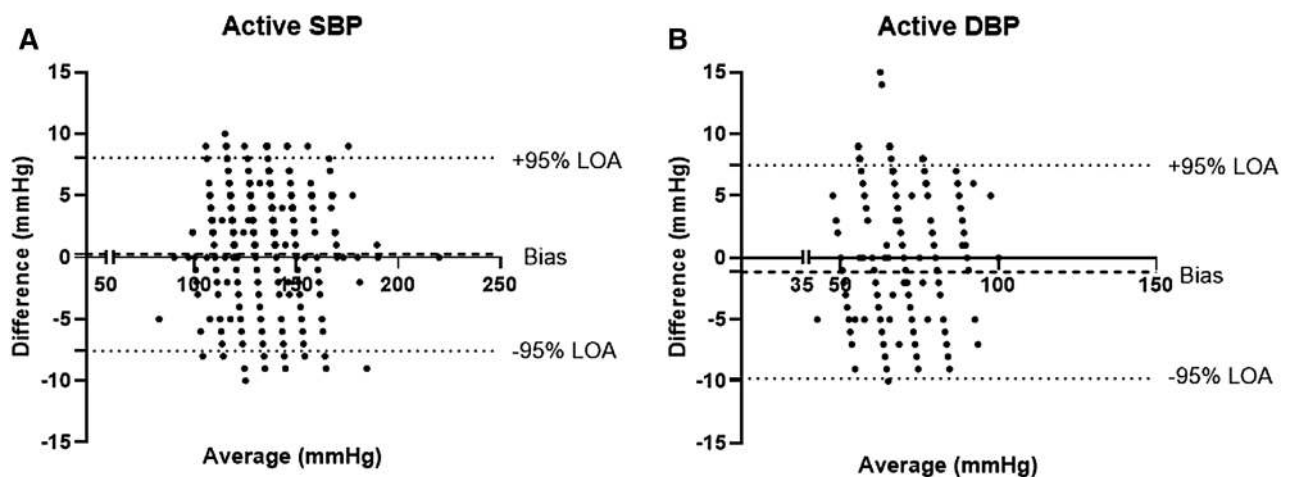 A
Active SBP
15
10
5
0
-5
-10
-15
Difference (mmHg)
50
100
150
200
250
+95% LOA
Bias
-95% LOA
Average (mmHg)
B
Active DBP
15
10
5
0
-5
-10
-15
Difference (mmHg)
35
50
100
150
+95% LOA
Bias
-95% LOA
Average (mmHg)